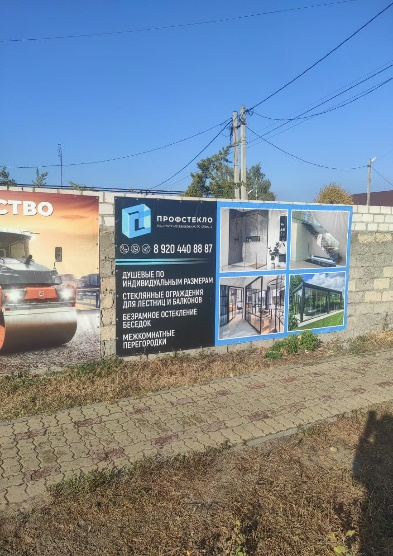 СТВО
ПРОФСТЕКЛО
8 920 440 88 87
ДУШЕВЫЕ ПО
ИНДИВИДУАЛЬНЫМ РАЗМЕРАМ
СТЕКЛЯННЫЕ ОГРАЖДЕНИЯ
ДЛЯ ЛЕСТНИЦ И БАЛКОНОВ
БЕЗРАМНОЕ ОСТЕКЛЕНИЕ
БЕСЕДОК
МЕЖКОМНАТНЫЕ
ПЕРЕГОРОДКИ